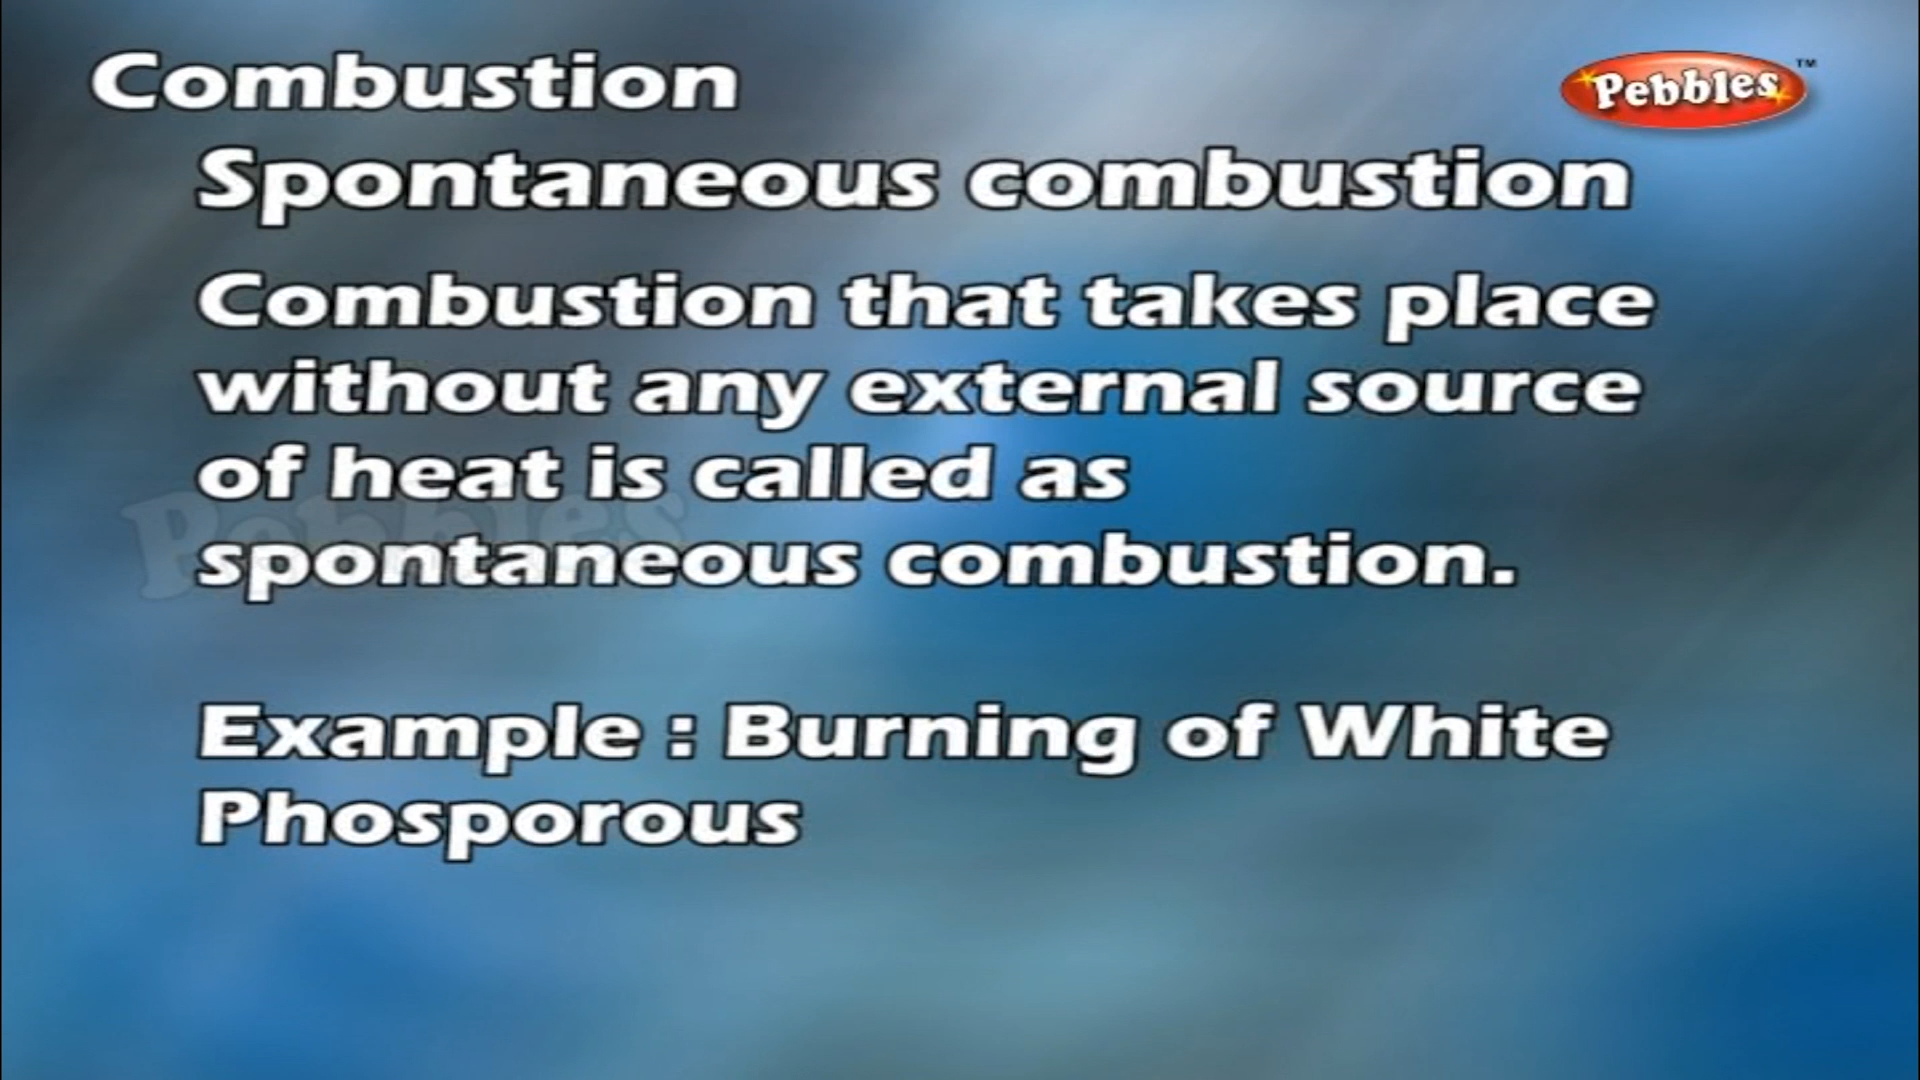 Combustion
Pebbles™
Spontaneous combustion
Combustion that takes place
without any external source
of heat is called as
Pebbles
spontaneous combustion.
Example : Burning of White
Phosporous